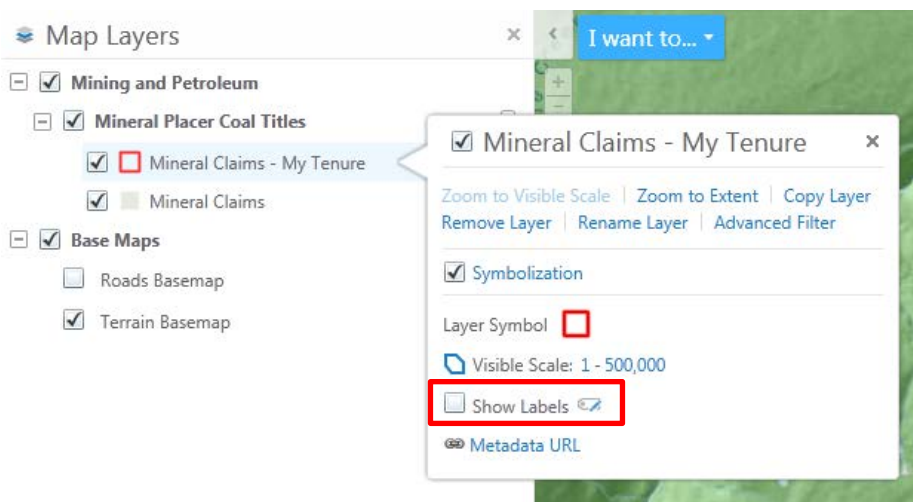 Map Layers
I want to...
Mining and Petroleum
Mineral Placer Coal Titles
Mineral Claims - My Tenure
Mineral Claims
Base Maps
Roads Basemap
Terrain Basemap
Mineral Claims - My Tenure
Zoom to Visible Scale | Zoom to Extent | Copy Layer
Remove Layer | Rename Layer | Advanced Filter
Symbolization
Layer Symbol
Visible Scale: 1 - 500,000
Show Labels
Metadata URL